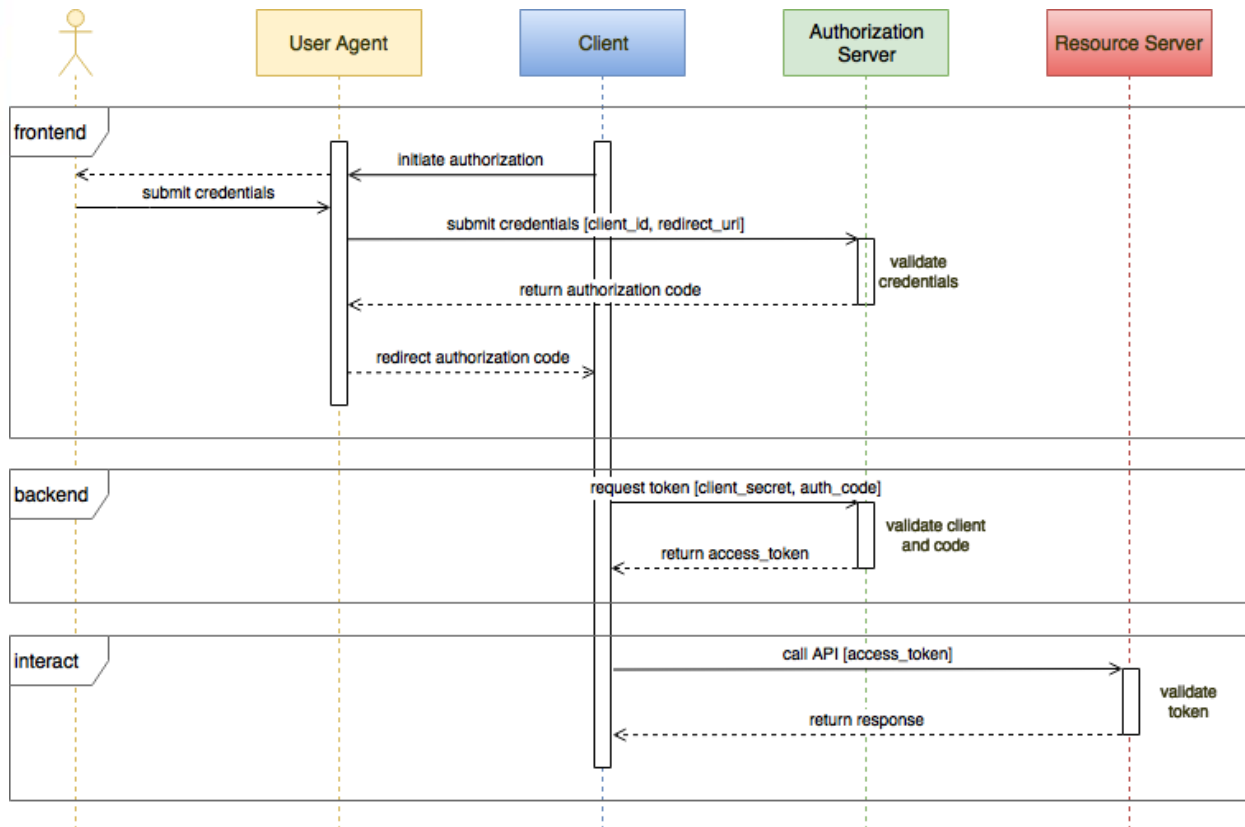 User Agent
Client
Authorization
Server
Resource Server
frontend
initiate authorization
submit credentials
submit credentials [client_id, redirect_uri]
validate
credentials
return authorization code
redirect authorization code
backend
request token [client_secret, auth_code]
validate client
and code
return access_token
interact
call API [access_token]
validate
token
return response